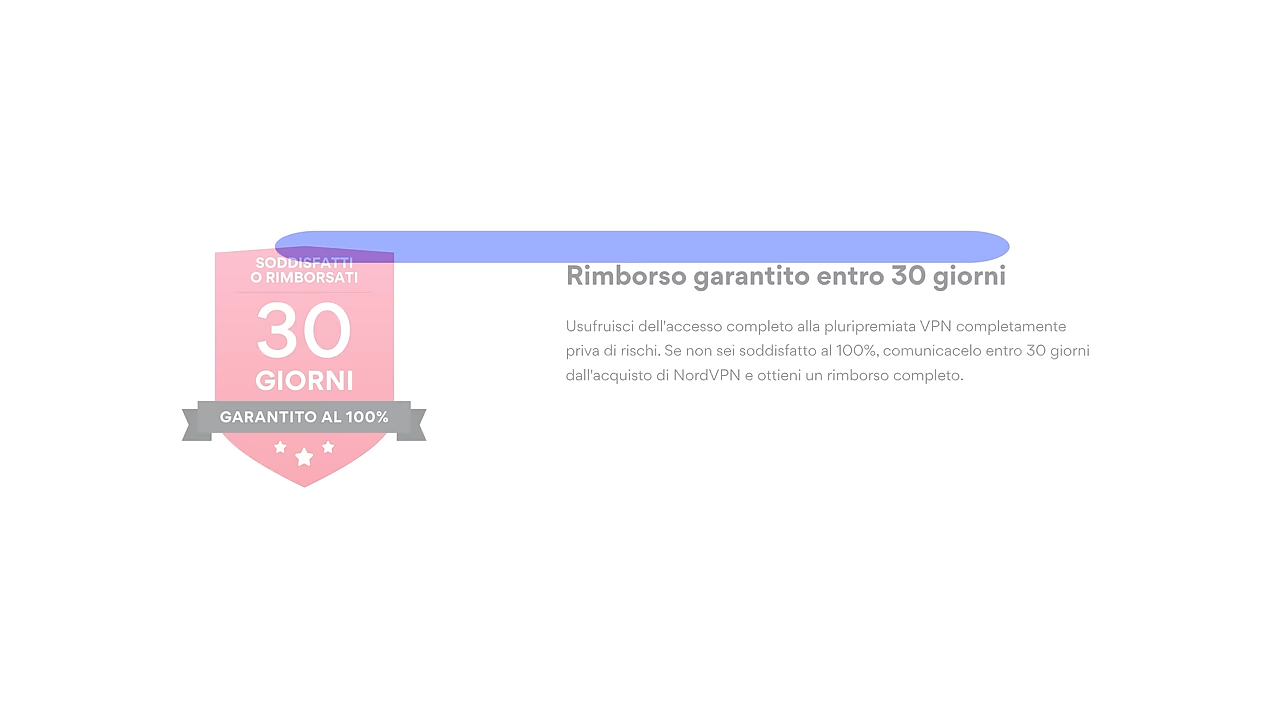 SODDISFATTI
O RIMBORSATI
30
GIORNI
GARANTITO AL 100%
Rimborso garantito entro 30 giorni
Usufruisci dell'accesso completo alla pluripremiata VPN completamente
priva di rischi. Se non sei soddisfatto al 100%, comunicacelo entro 30 giorni
dall'acquisto di NordVPN e ottieni un rimborso completo.